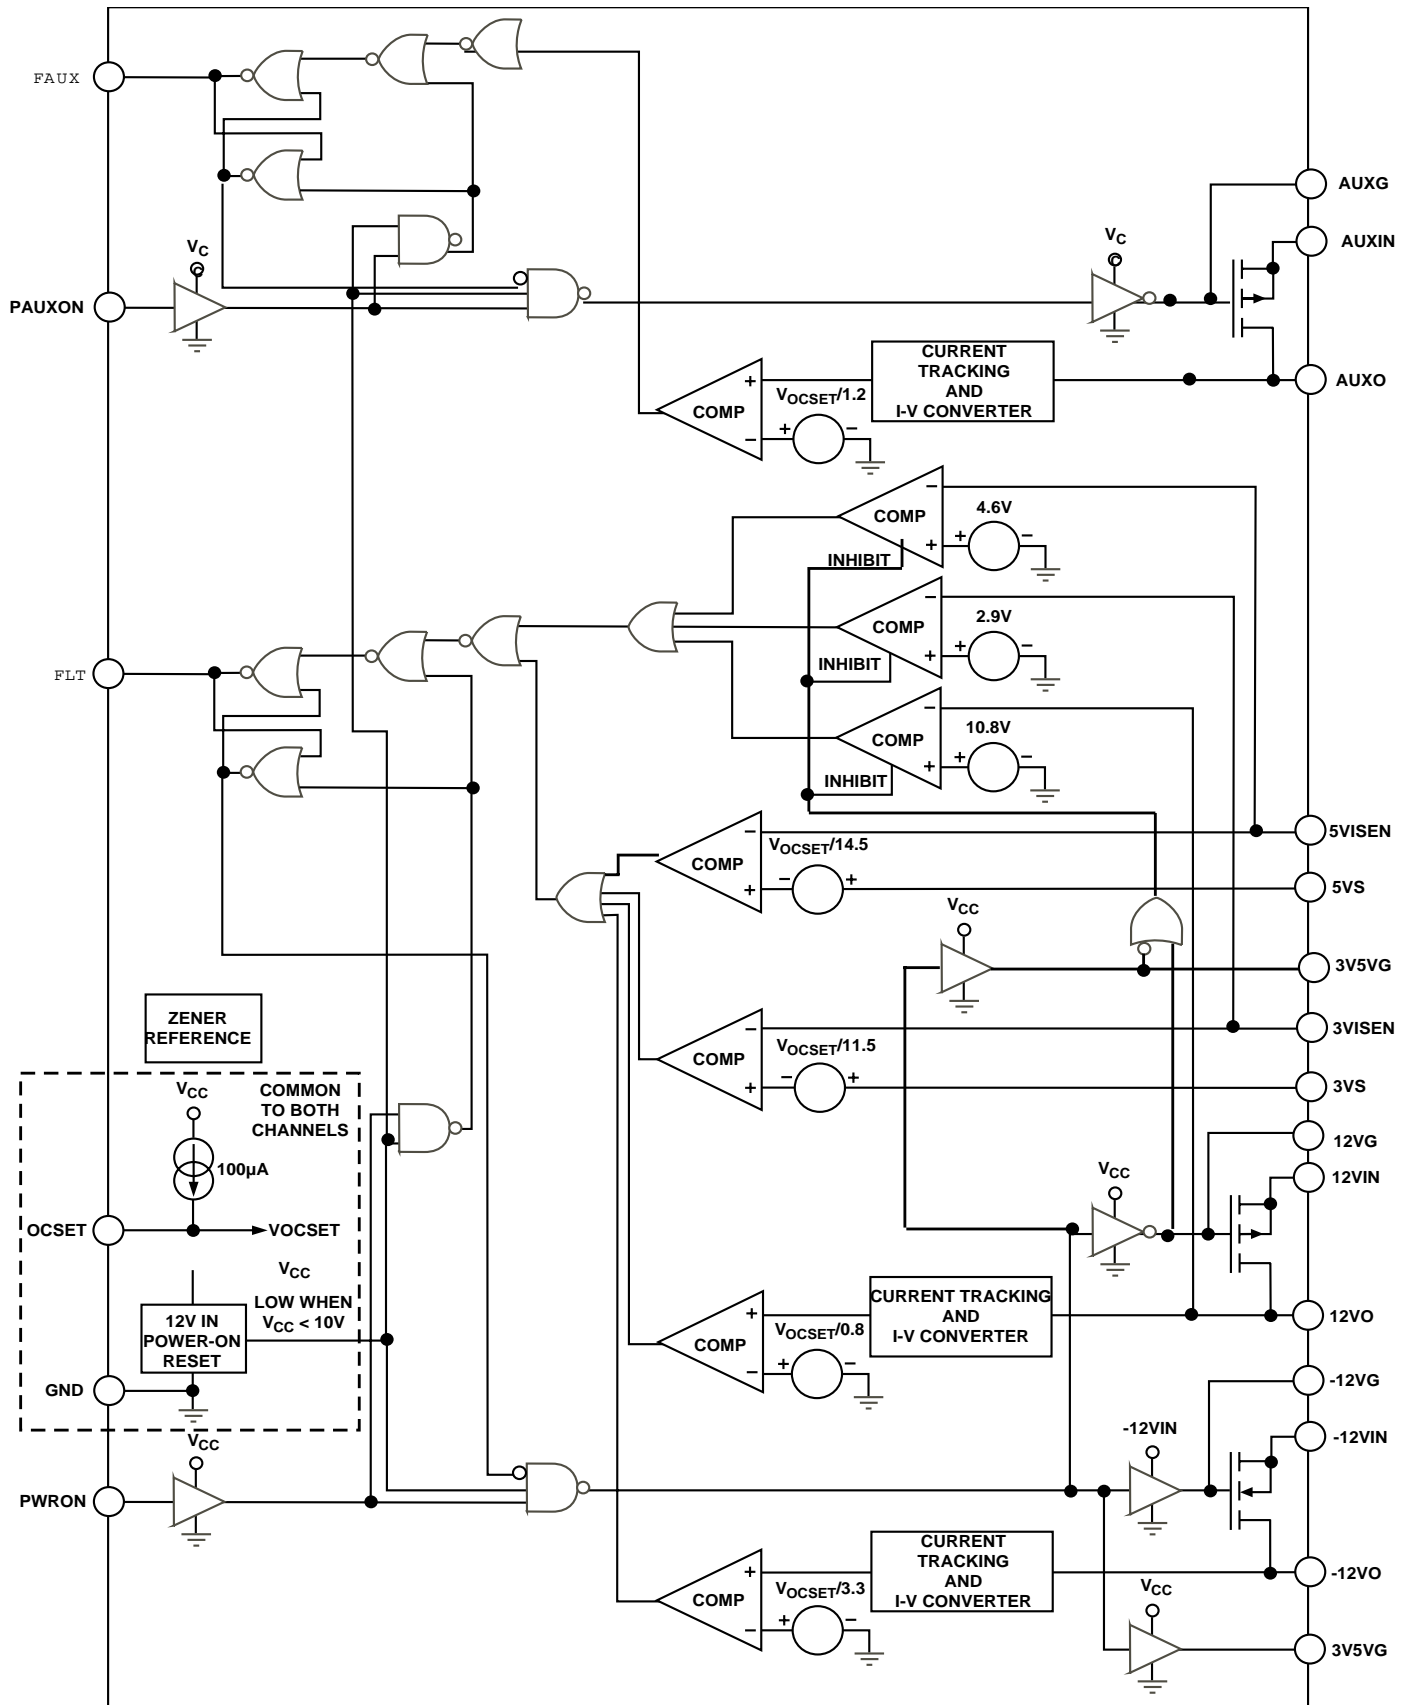 FAUX
PAUXON
VC
VC
AUXG
AUXIN
AUXO
CURRENT
TRACKING
AND
I-V CONVERTER
COMP
+
−
VOCSET/1.2
+
−
COMP
−
+
4.6V
+
−
INHIBIT
COMP
−
+
2.9V
+
−
INHIBIT
COMP
−
+
10.8V
+
−
INHIBIT
FLT
COMP
−
+
VOCSET/14.5
−
+
5VISEN
5VS
VCC
3V5VG
ZENER
REFERENCE
COMP
−
+
VOCSET/11.5
−
+
3VISEN
3VS
VCC
COMMON
TO BOTH
CHANNELS
100µA
OCSET
VOCSET
VCC
LOW WHEN
VCC < 10V
12V IN
POWER-ON
RESET
GND
VCC
12VG
12VIN
CURRENT TRACKING
AND
I-V CONVERTER
COMP
+
−
VOCSET/0.8
+
−
12VO
-12VG
-12VIN
-12VIN
VCC
PWRON
CURRENT
TRACKING
AND
I-V CONVERTER
COMP
+
−
VOCSET/3.3
+
−
-12VO
VCC
3V5VG